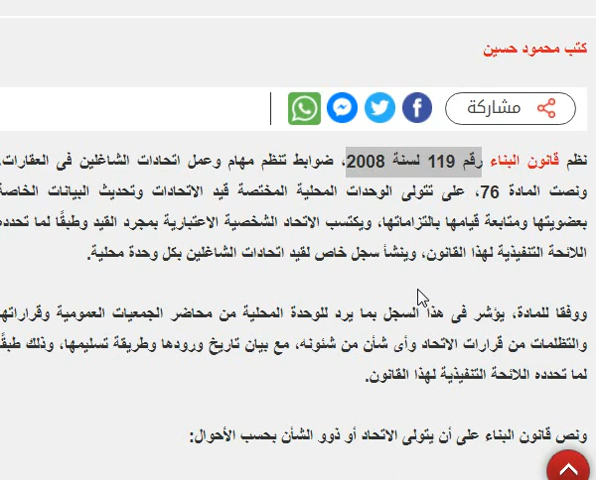 كتب محمود حسين
مشاركة
نظم قانون البناء رقم 119 لسنة 2008، ضوابط تنظم مهام وعمل اتحادات الشاغلين فى العقارات،
ونصت المادة 76، على تتولى الوحدات المحلية المختصة قيد الاتحادات وتحديث البيانات الخاصة
بعضويتها ومتابعة قيامها بالتزاماتها، ويكتسب الاتحاد الشخصية الاعتبارية بمجرد القيد وطبقًا لما تحدده
اللائحة التنفيذية لهذا القانون، وينشأ سجل خاص لقيد اتحادات الشاغلين بكل وحدة محلية.
ووفقا للمادة، يؤشر فى هذا السجل بما يرد للوحدة المحلية من محاضر الجمعيات العمومية وقراراتها
والتظلمات من قرارات الاتحاد وأى شأن من شئونه، مع بيان تاريخ ورودها وطريقة تسليمها، وذلك طبقًا
لما تحدده اللائحة التنفيذية لهذا القانون.
ونص قانون البناء على أن يتولى الاتحاد أو ذوو الشأن بحسب الأحوال: